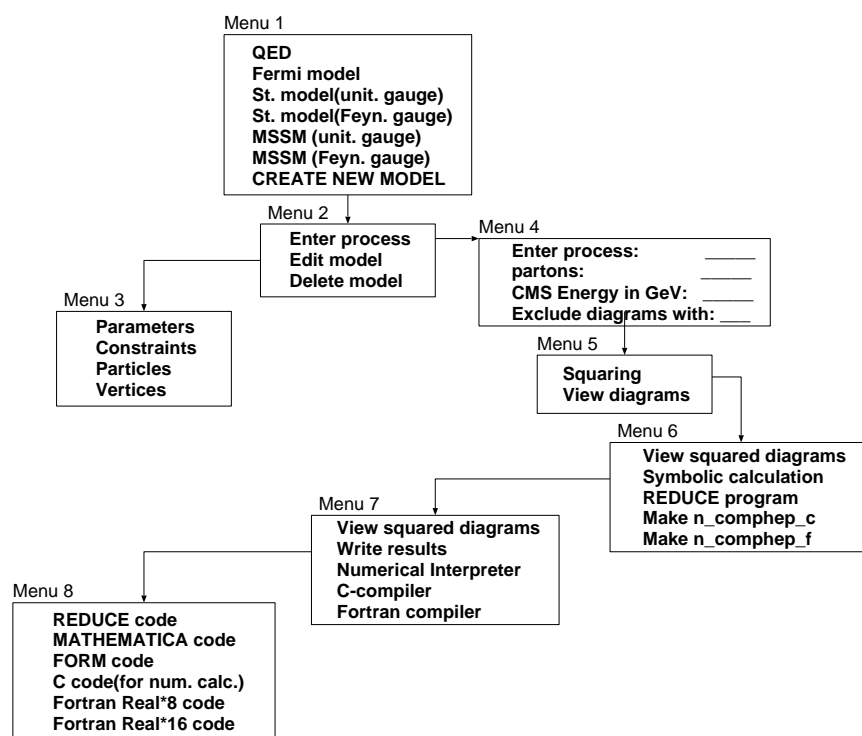 Menu 1
QED
Fermi model
St. model(unit. gauge)
St. model(Feyn. gauge)
MSSM (unit. gauge)
MSSM (Feyn. gauge)
CREATE NEW MODEL
Menu 2
Enter process
Edit model
Delete model
Menu 3
Parameters
Constraints
Particles
Vertices
Menu 4
Enter process: _____
partons: _____
CMS Energy in GeV: _____
Exclude diagrams with: ___
Menu 5
Squaring
View diagrams
Menu 6
View squared diagrams
Symbolic calculation
REDUCE program
Make n_comphep_c
Make n_comphep_f
Menu 7
View squared diagrams
Write results
Numerical Interpreter
C-compiler
Fortran compiler
Menu 8
REDUCE code
MATHEMATICA code
FORM code
C code(for num. calc.)
Fortran Real*8 code
Fortran Real*16 code